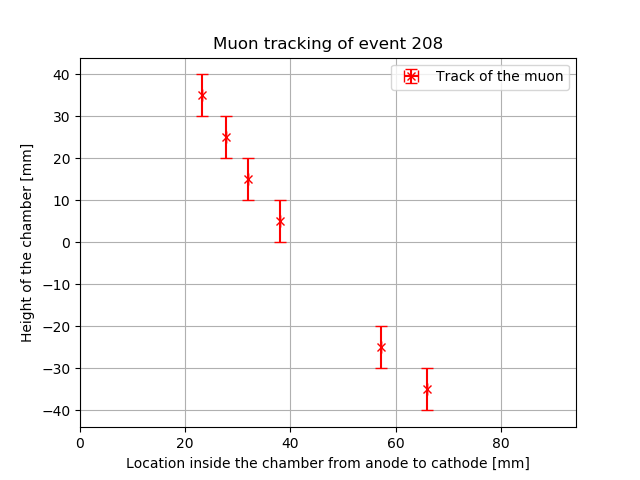 Muon tracking of event 208
Track of the muon
Height of the chamber [mm]
40
30
20
10
0
−10
−20
−30
−40
0 20 40 60 80
Location inside the chamber from anode to cathode [mm]